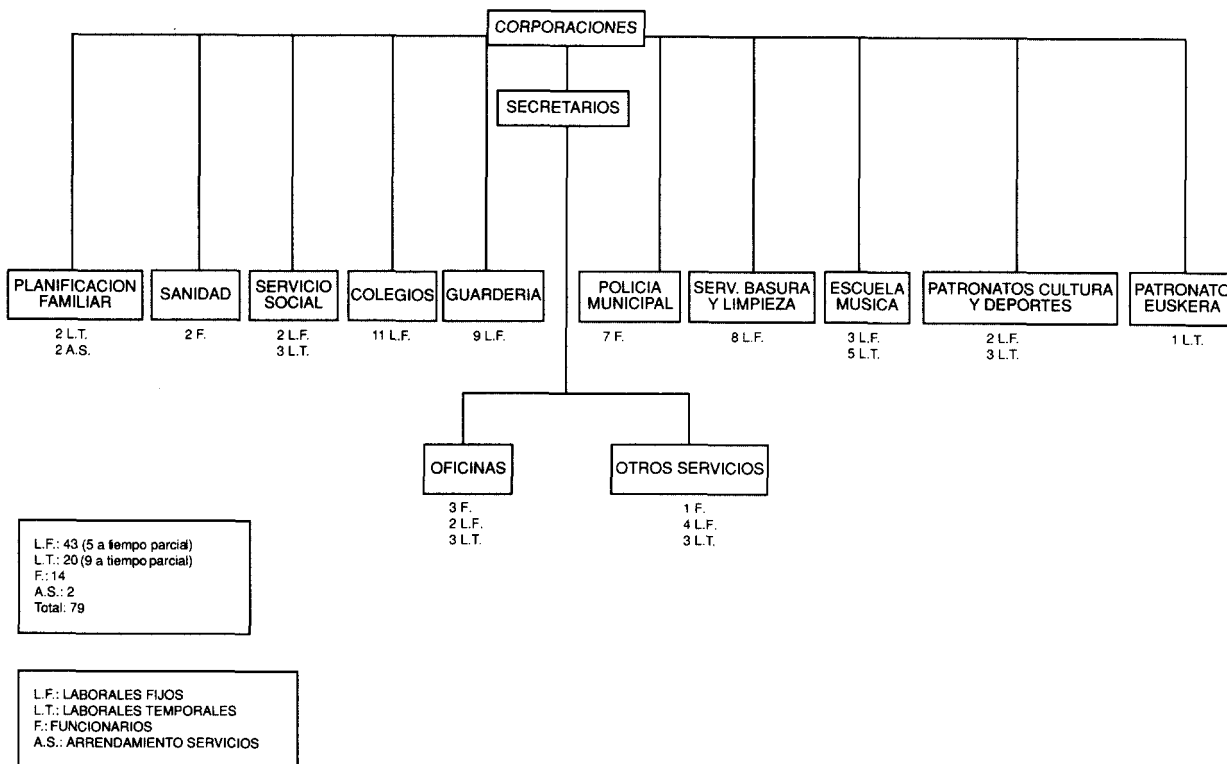 CORPORACIONES
SECRETARIOS
PLANIFICACION
FAMILIAR
2 L.T.
2 A.S.
SANIDAD
2 F.
SERVICIO
SOCIAL
2 L.F.
3 L.T.
COLEGIOS
11 L.F.
GUARDERIA
9 L.F.
POLICIA
MUNICIPAL
7 F.
SERV. BASURA
Y LIMPIEZA
8 L.F.
ESCUELA
MUSICA
3 L.F.
5 L.T.
PATRONATOS CULTURA
Y DEPORTES
2 L.F.
3 L.T.
PATRONATO
EUSKERA
1 L.T.
OFICINAS
3 F.
2 L.F.
3 L.T.
OTROS SERVICIOS
1 F.
4 L.F.
3 L.T.
L.F.: 43 (5 a tiempo parcial)
L.T.: 20 (9 a tiempo parcial)
F.: 14
A.S.: 2
Total: 79
L.F.: LABORALES FIJOS
L.T.: LABORALES TEMPORALES
F.: FUNCIONARIOS
A.S.: ARRENDAMIENTO SERVICIOS